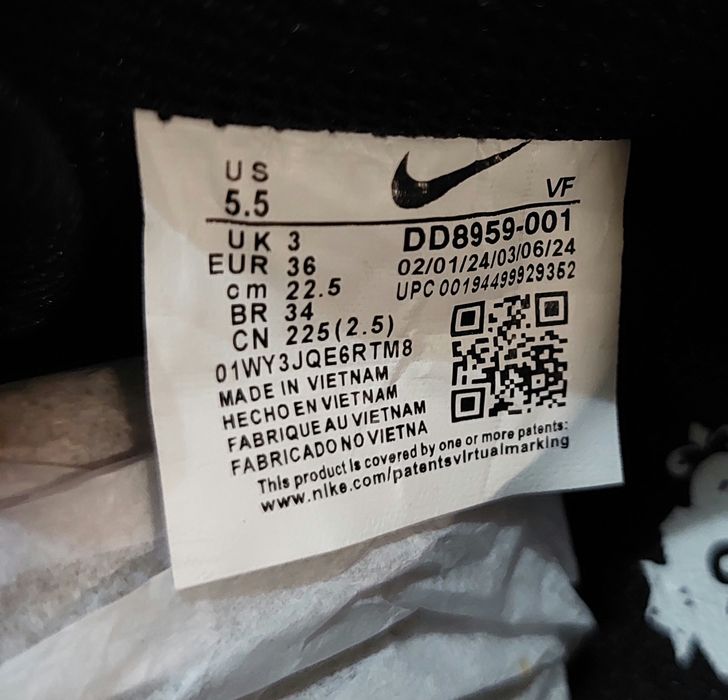 US
5.5
VF
UK 3
EUR 36
cm 22.5
BR 34
CN 225(2.5)
DD8959-001
02/01/24/03/06/24
UPC 00194499929352
01WY3JQE6RTM8
MADE IN VIETNAM
HECHO EN VIETNAM
FABRIQUE AU VIETNAM
FABRICADO NO VIETNA
This product is covered by one or more patents:
www.nike.com/patentsvirtualmarking